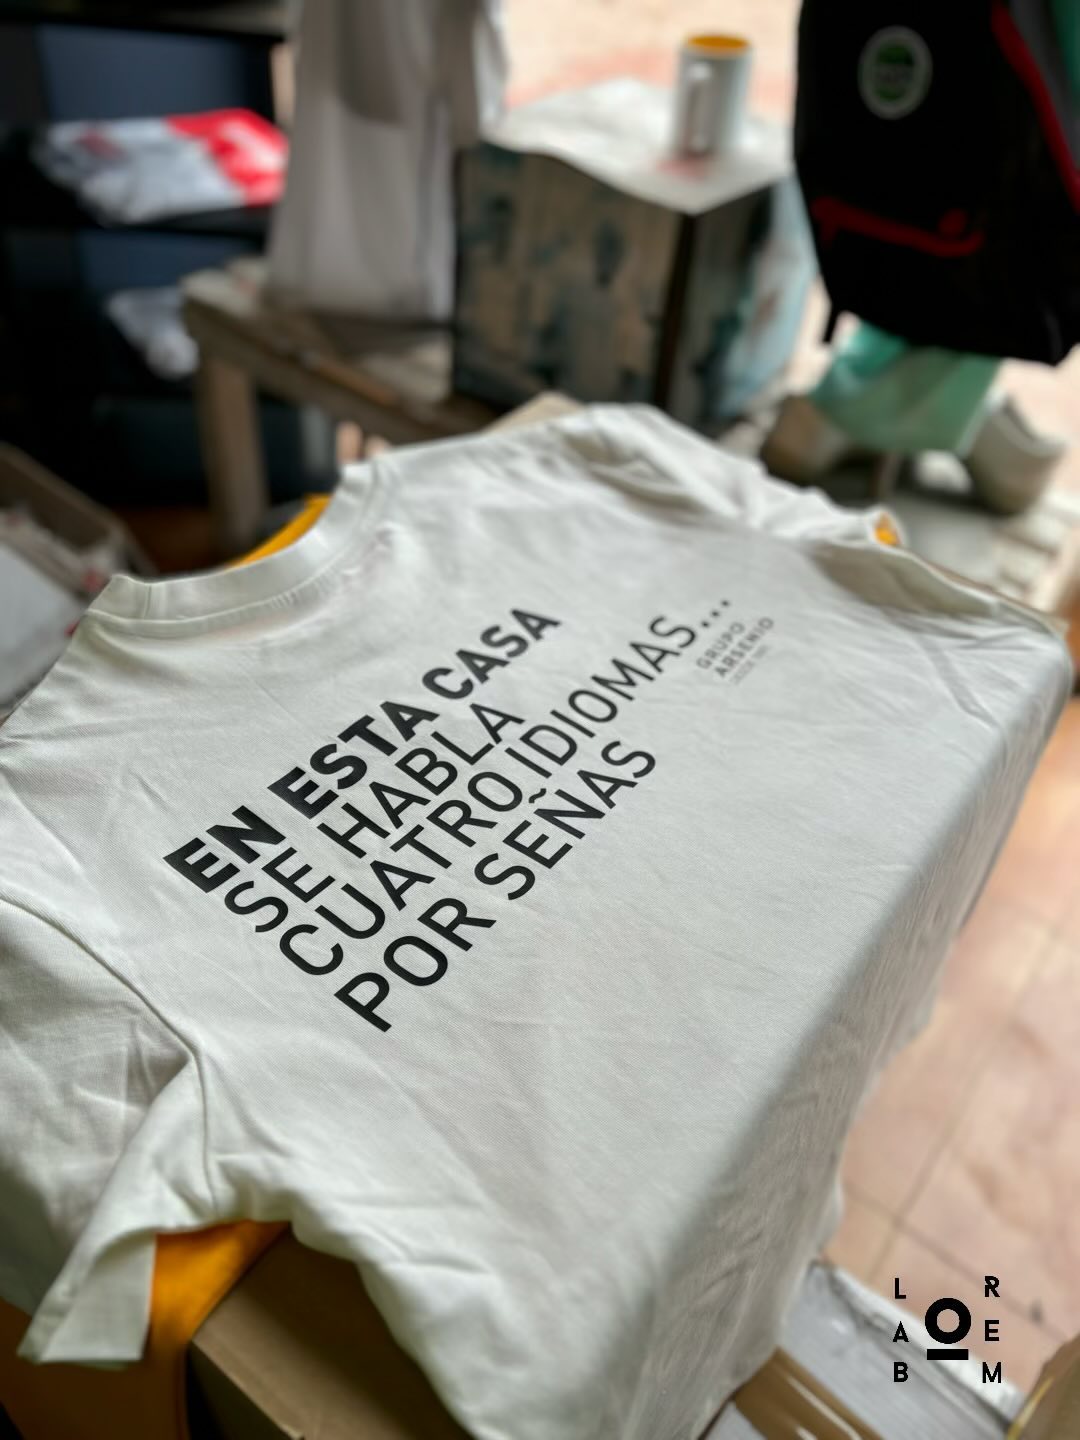 EN ESTA CASA
SE HABLA
CUATRO IDIOMAS...
POR SEÑAS
GRUPO
ARSENIO
L R
A O E
B M